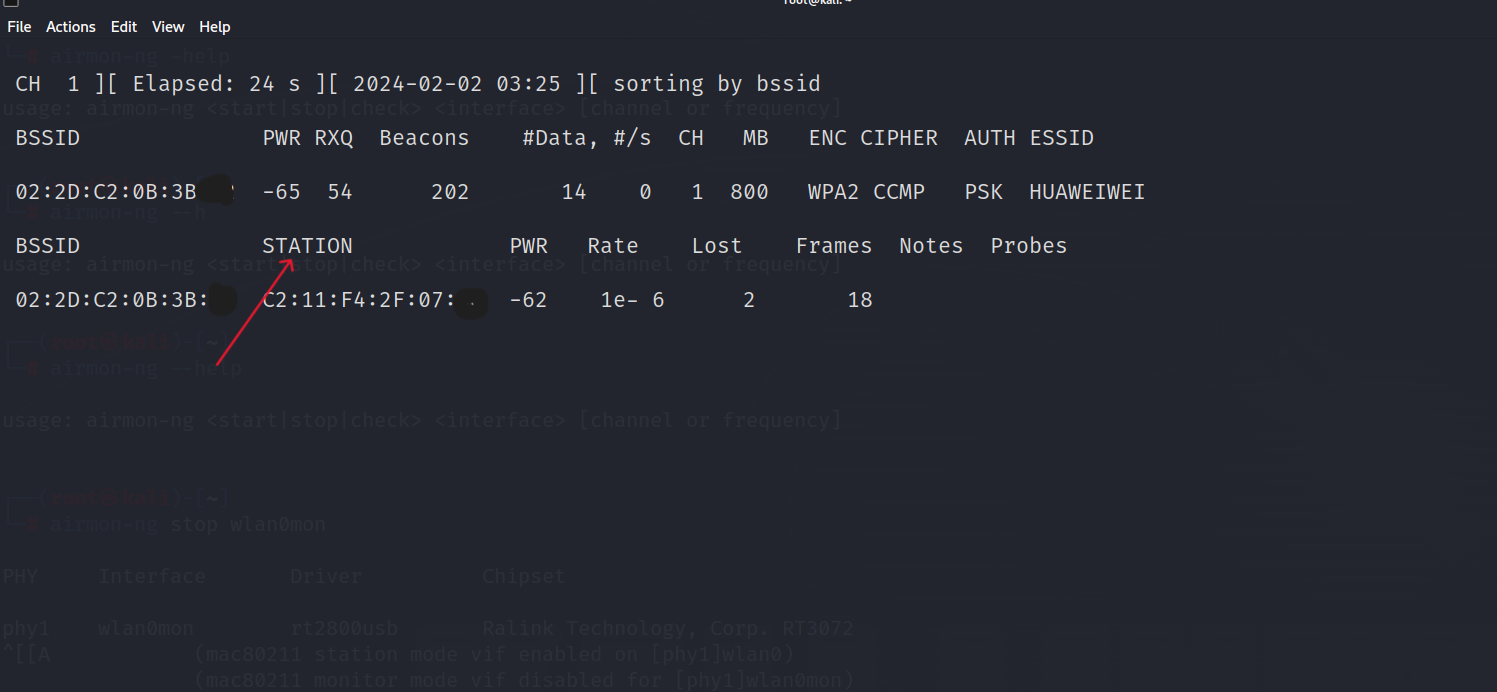 root@kali: ~
File Actions Edit View Help
airmon-ng -help
CH  1 ][ Elapsed: 24 s ][ 2024-02-02 03:25 ][ sorting by bssid
usage: airmon-ng <start|stop|check> <interface> [channel or frequency]
BSSID PWR RXQ Beacons #Data, #/s CH MB ENC CIPHER AUTH ESSID
02:2D:C2:0B:3B -65 54 202 14 0 1 800 WPA2 CCMP PSK HUAWEIWEI
# airmon-ng --h
BSSID STATION PWR Rate Lost Frames Notes Probes
usage: airmon-ng <start|stop|check> <interface> [channel or frequency]
02:2D:C2:0B:3B: C2:11:F4:2F:07: -62 1e- 6 2 18
(root@kali)-[~]
# airmon-ng --help
usage: airmon-ng <start|stop|check> <interface> [channel or frequency]
(root@kali)-[~]
# airmon-ng stop wlan0mon
PHY Interface Driver Chipset
phy1 wlan0mon rt2800usb Ralink Technology, Corp. RT3072
^[[A (mac80211 station mode vif enabled on [phy1]wlan0)
(mac80211 monitor mode vif disabled for [phy1]wlan0mon)